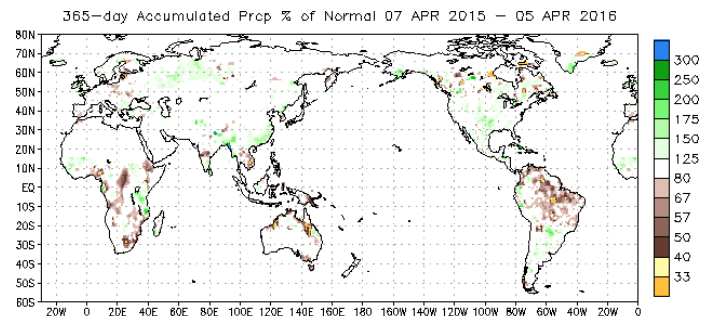 365-day Accumulated Prcp % of Normal 07 APR 2015 – 05 APR 2016
80N
70N
60N
50N
40N
30N
20N
10N
EQ
10S
20S
30S
40S
50S
60S
20W 0 20E 40E 60E 80E 100E 120E 140E 160E 180 160W 140W 120W 100W 80W 60W 40W 20W 0
300
250
200
175
150
125
80
67
57
50
40
33